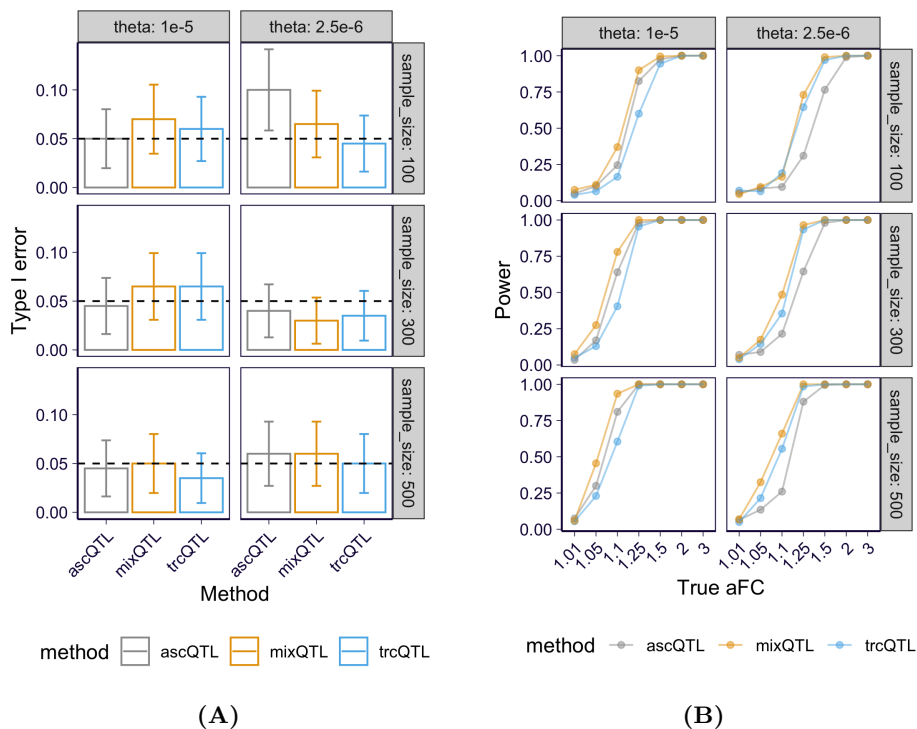 theta: 1e-5
theta: 2.5e-6
Type I error
0.10
0.05
0.00
sample_size: 100
0.10
0.05
0.00
sample_size: 300
0.10
0.05
0.00
sample_size: 500
ascQTL
mixQTL
trcQTL
ascQTL
mixQTL
trcQTL
Method
method
ascQTL
mixQTL
trcQTL
(A)
theta: 1e-5
theta: 2.5e-6
Power
1.00
0.75
0.50
0.25
0.00
sample_size: 100
1.00
0.75
0.50
0.25
0.00
sample_size: 300
1.00
0.75
0.50
0.25
0.00
sample_size: 500
1.01
1.05
1.1
1.25
1.5
2
3
1.01
1.05
1.1
1.25
1.5
2
3
True aFC
method
ascQTL
mixQTL
trcQTL
(B)